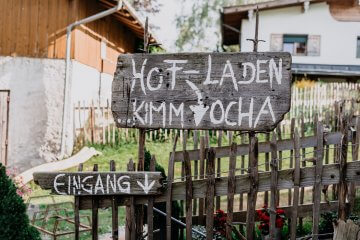 HOF-LADEN
KIMM ↓ OCHA
EINGANG ↓